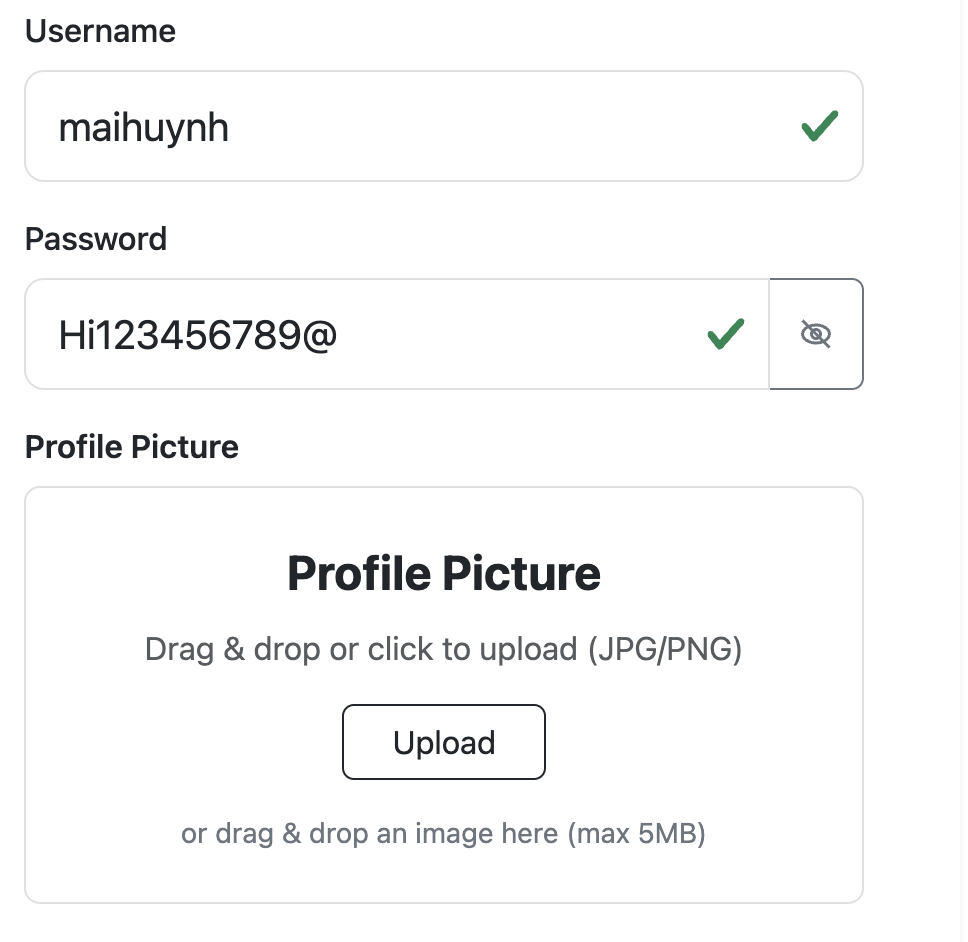 Username
maihuynh
Password
Hi123456789@
Profile Picture
Profile Picture
Drag & drop or click to upload (JPG/PNG)
Upload
or drag & drop an image here (max 5MB)